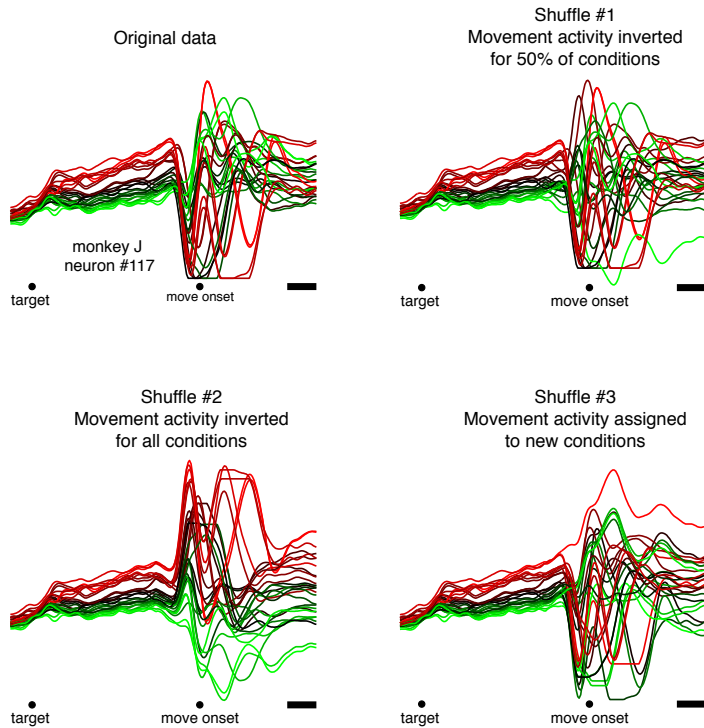 Original data
monkey J
neuron #117
target
move onset
Shuffle #1
Movement activity inverted
for 50% of conditions
target
move onset
Shuffle #2
Movement activity inverted
for all conditions
target
move onset
Shuffle #3
Movement activity assigned
to new conditions
target
move onset